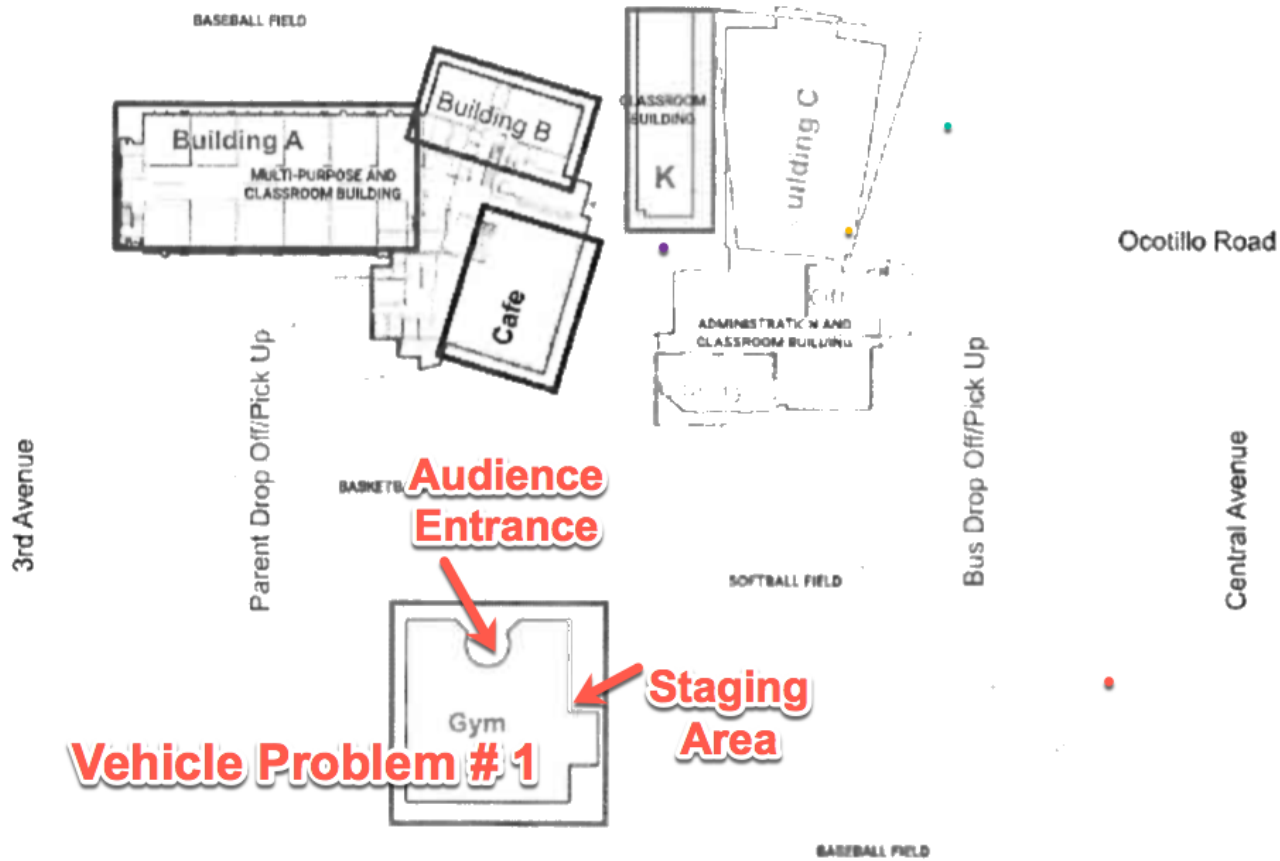 BASEBALL FIELD
Building A
MULTI-PURPOSE AND
CLASSROOM BUILDING
Building B
CLASSROOM
BUILDING
K
uilding C
Cafe
Ocotillo Road
ADMINISTRATION AND
CLASSROOM BUILDING
3rd Avenue
Parent Drop Off/Pick Up
Bus Drop Off/Pick Up
Central Avenue
Audience
Entrance
SOFTBALL FIELD
Staging
Area
Gym
Vehicle Problem # 1
BASEBALL FIELD